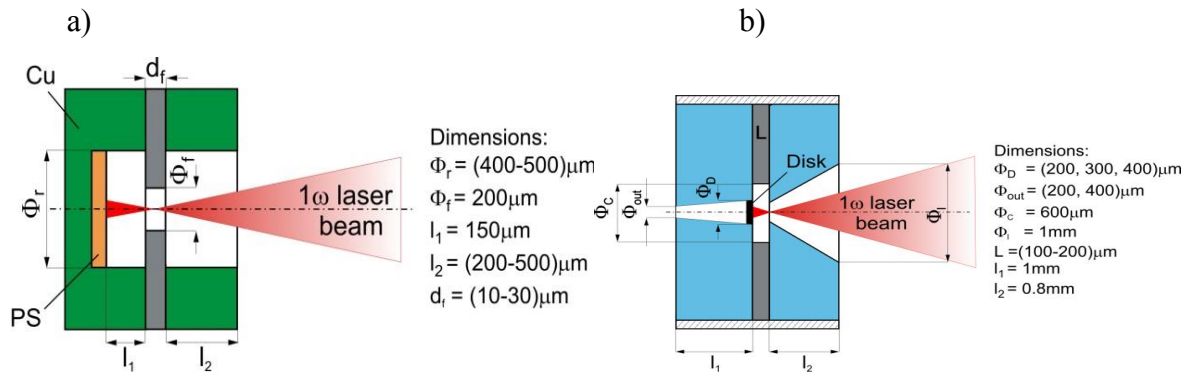 a)
Cu
d_f
Φ_r
Φ_f
1ω laser
beam
PS
l_1
l_2
Dimensions:
Φ_r = (400-500)μm
Φ_f = 200μm
l_1 = 150μm
l_2 = (200-500)μm
d_f = (10-30)μm
b)
L
Disk
Φ_C
Φ_out
Φ_D
1ω laser
beam
Φ_l
l_1
l_2
Dimensions:
Φ_D = (200, 300, 400)μm
Φ_out = (200, 400)μm
Φ_C = 600μm
Φ_l = 1mm
L =(100-200)μm
l_1 = 1mm
l_2 = 0.8mm